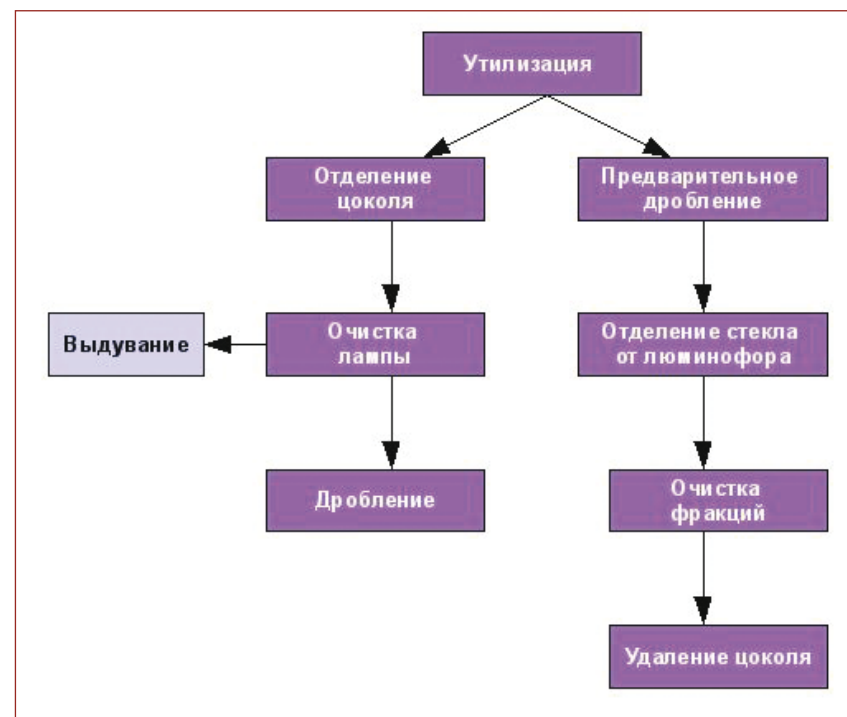 Утилизация
Отделение
цоколя
Предварительное
дробление
Выдувание
Очистка
лампы
Отделение стекла
от люминофора
Дробление
Очистка
фракций
Удаление цоколя